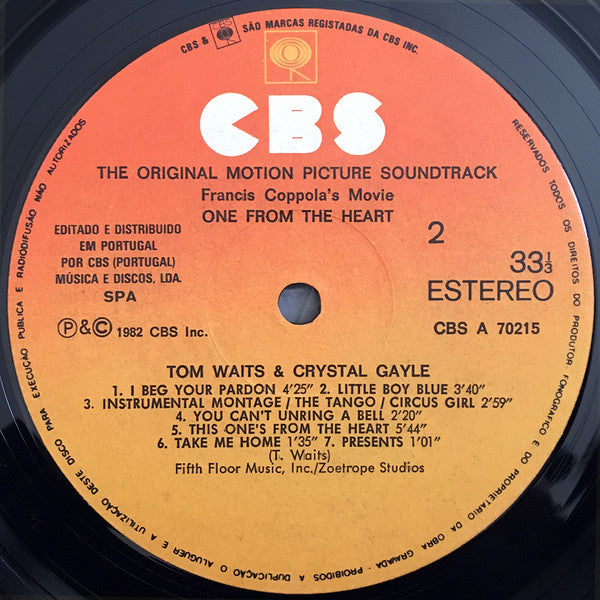 CBS & SÃO MARCAS REGISTADAS DA CBS INC.
CBS
THE ORIGINAL MOTION PICTURE SOUNDTRACK
Francis Coppola's Movie
ONE FROM THE HEART
EDITADO E DISTRIBUIDO
EM PORTUGAL
POR CBS (PORTUGAL)
MÚSICA E DISCOS, LDA.
SPA
2
33⅓
ESTEREO
Ⓟ&© 1982 CBS Inc.
CBS A 70215
TOM WAITS & CRYSTAL GAYLE
1. I BEG YOUR PARDON 4'25" 2. LITTLE BOY BLUE 3'40"
3. INSTRUMENTAL MONTAGE / THE TANGO / CIRCUS GIRL 2'59"
4. YOU CAN'T UNRING A BELL 2'20"
5. THIS ONE'S FROM THE HEART 5'44"
6. TAKE ME HOME 1'35" 7. PRESENTS 1'01"
(T. Waits)
Fifth Floor Music, Inc./Zoetrope Studios
RESERVADOS TODOS OS DIREITOS DO PRODUTOR FONOGRAFICO E DO PROPRIETARIO DA OBRA GRAVADA - PROIBIDOS A DUPLICAÇÃO O ALUGUER E A UTILIZAÇÃO DESTE DISCO PARA EXECUÇÃO PUBLICA E RADIODIFUSÃO NÃO AUTORIZADOS